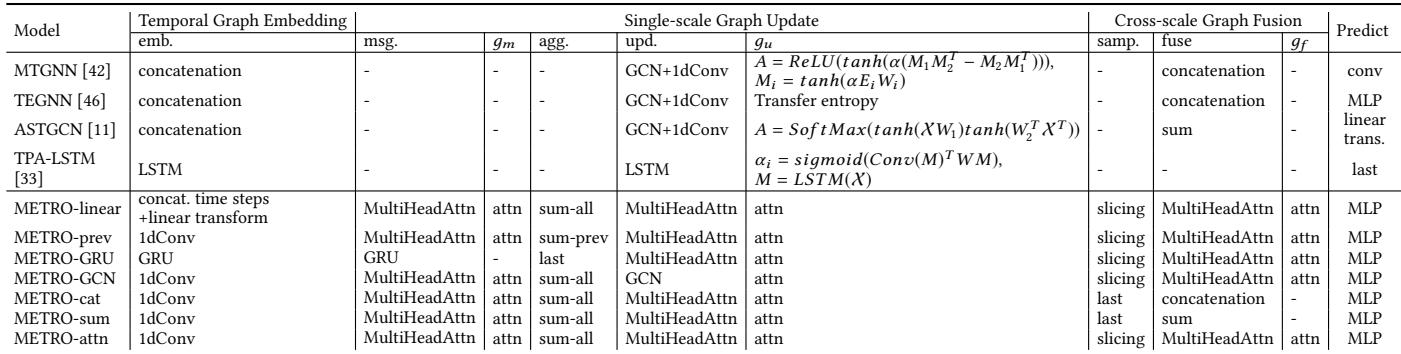 Model Temporal Graph Embedding Single-scale Graph Update Cross-scale Graph Fusion Predict
emb. msg. g_m agg. upd. g_u samp. fuse g_f
MTGNN [42] concatenation - - - GCN+1dConv A = ReLU(tanh(α(M_1M_2^T − M_2M_1^T))), - concatenation - conv
M_i = tanh(αE_iW_i)
TEGNN [46] concatenation - - - GCN+1dConv Transfer entropy - concatenation - MLP
ASTGCN [11] concatenation - - - GCN+1dConv A = SoftMax(tanh(XW_1)tanh(W_2^T X^T)) - sum - linear
trans.
TPA-LSTM
[33] LSTM - - - LSTM α_i = sigmoid(Conv(M)^T WM), - - - last
M = LSTM(X)
METRO-linear concat. time steps
+linear transform MultiHeadAttn attn sum-all MultiHeadAttn attn slicing MultiHeadAttn attn MLP
METRO-prev 1dConv MultiHeadAttn attn sum-prev MultiHeadAttn attn slicing MultiHeadAttn attn MLP
METRO-GRU GRU GRU - last MultiHeadAttn attn slicing MultiHeadAttn attn MLP
METRO-GCN 1dConv MultiHeadAttn attn sum-all GCN attn slicing MultiHeadAttn attn MLP
METRO-cat 1dConv MultiHeadAttn attn sum-all MultiHeadAttn attn last concatenation - MLP
METRO-sum 1dConv MultiHeadAttn attn sum-all MultiHeadAttn attn last sum - MLP
METRO-attn 1dConv MultiHeadAttn attn sum-all MultiHeadAttn attn slicing MultiHeadAttn attn MLP